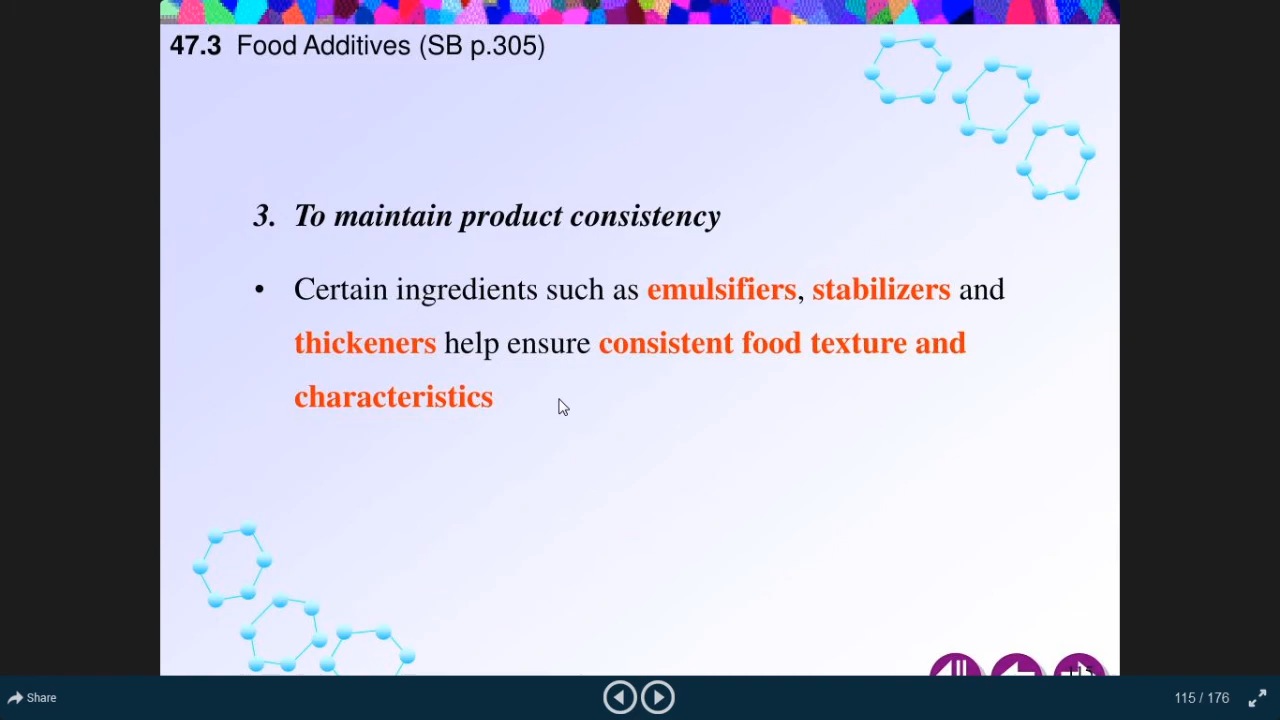 47.3 Food Additives (SB p.305)
3. To maintain product consistency
• Certain ingredients such as emulsifiers, stabilizers and
thickeners help ensure consistent food texture and
characteristics
115
Share
115 / 176